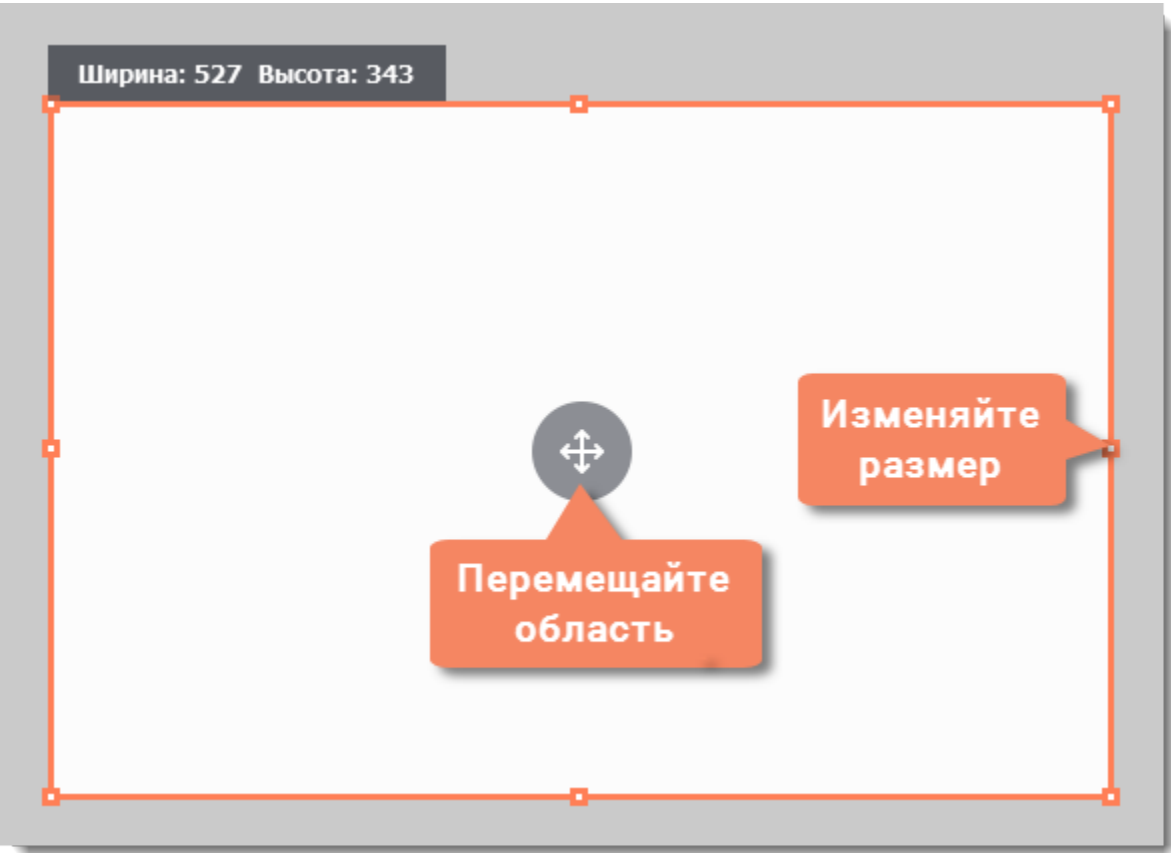 Ширина: 527 Высота: 343
Изменяйте
размер
Перемещайте
область